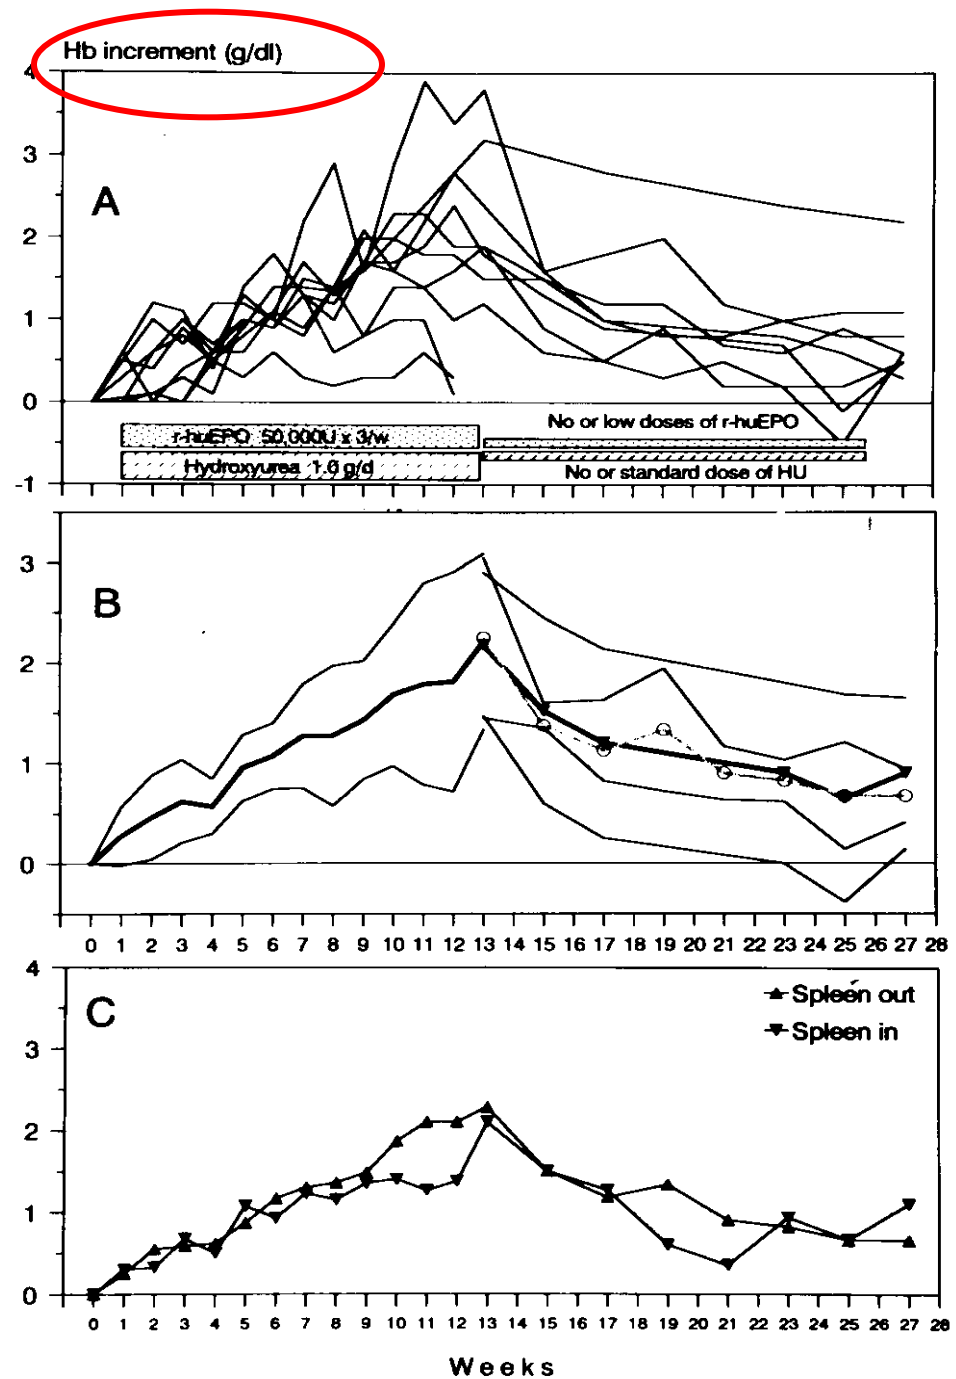 Hb increment (g/dl)
4
3
A
2
1
0
No or low doses of r-huEPO
r-huEPO 50,000U x 3/w
Hydroxyurea 1.0 g/d
No or standard dose of HU
-1
3
B
2
1
0
0 1 2 3 4 5 6 7 8 9 10 11 12 13 14 15 16 17 18 19 20 21 22 23 24 25 26 27 28
4
C
Spleen out
Spleen in
3
2
1
0
0 1 2 3 4 5 6 7 8 9 10 11 12 13 14 15 16 17 18 19 20 21 22 23 24 25 26 27 28
Weeks